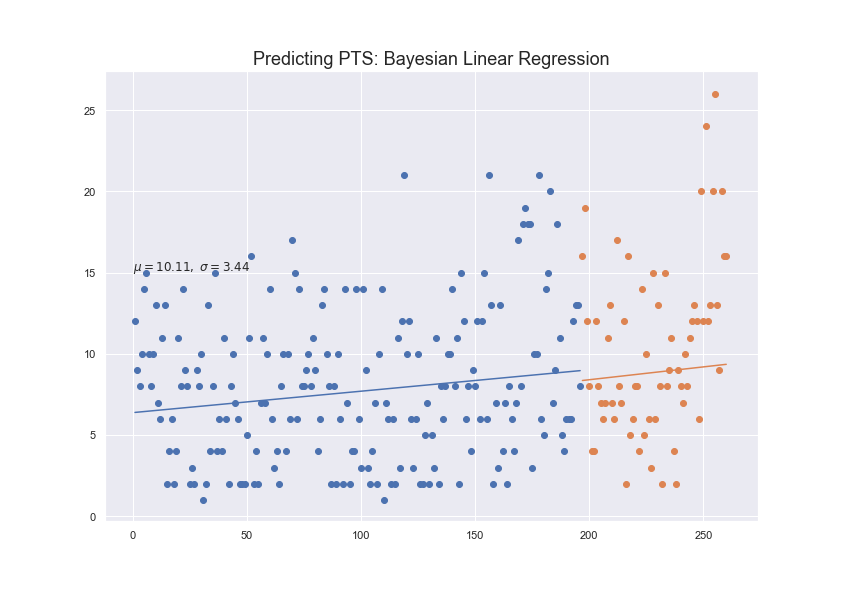 Predicting PTS: Bayesian Linear Regression
25
20
15
10
5
0
μ = 10.11, σ = 3.44
0 50 100 150 200 250